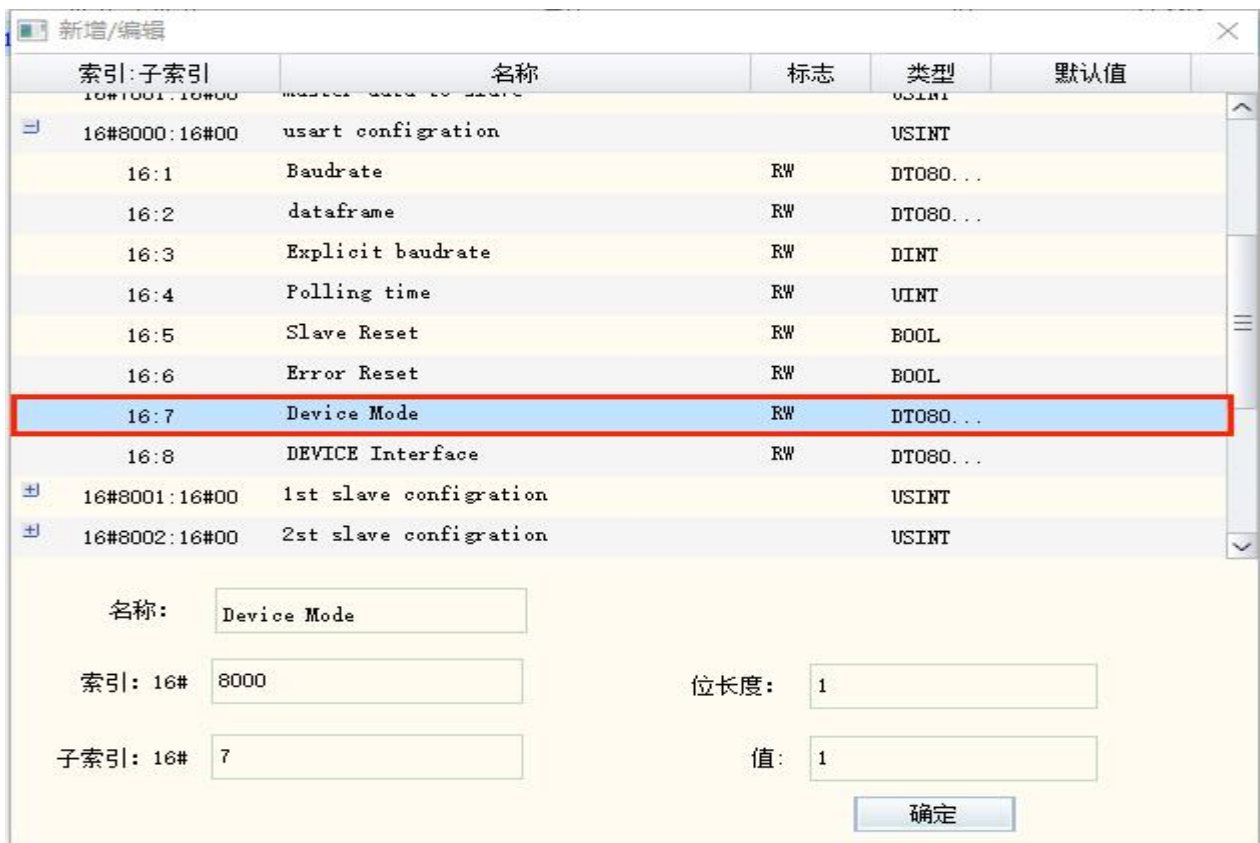 新增/编辑
索引:子索引 名称 标志 类型 默认值
16#8000:16#00 usart configration USINT
16:1 Baudrate RW DT080...
16:2 dataframe RW DT080...
16:3 Explicit baudrate RW DINT
16:4 Polling time RW UINT
16:5 Slave Reset RW BOOL
16:6 Error Reset RW BOOL
16:7 Device Mode RW DT080...
16:8 DEVICE Interface RW DT080...
16#8001:16#00 1st slave configration USINT
16#8002:16#00 2st slave configration USINT
名称: Device Mode
索引: 16# 8000 位长度: 1
子索引: 16# 7 值: 1
确定